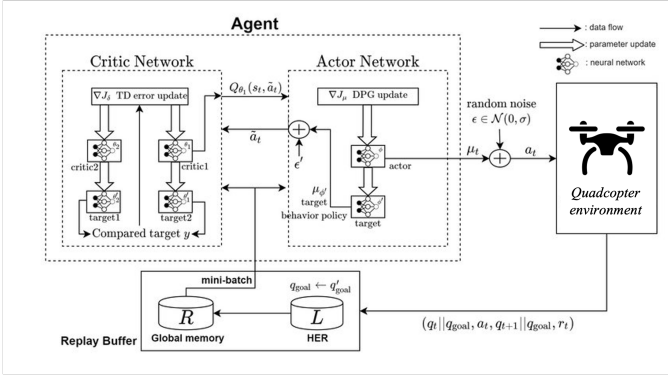 Agent
: data flow
: parameter update
: neural network
Critic Network
Actor Network
∇J_δ TD error update
Q_θ₁(s_t, ã_t)
∇J_μ DPG update
random noise
ϵ ∈ 𝒩(0, σ)
θ₂
θ₁
critic2
critic1
ã_t
ϵ′
ϕ
actor
μ_t
a_t
Quadcopter
environment
target1
target2
μ_ϕ′
target
behavior policy
ϕ′
target
Compared target y
mini-batch
q_goal ← q′_goal
R
L
Global memory
HER
Replay Buffer
(q_t||q_goal, a_t, q_t+1||q_goal, r_t)